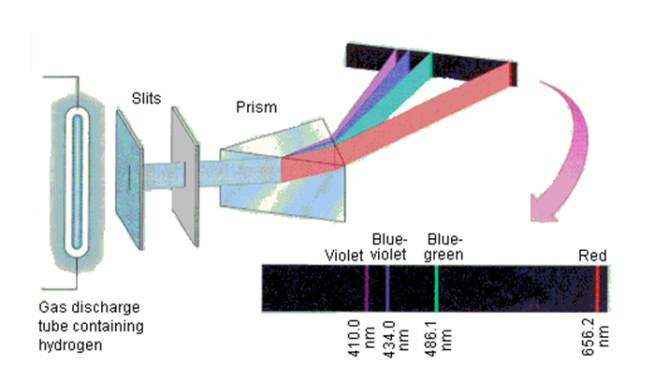 Slits
Prism
Gas discharge
tube containing
hydrogen
Violet
Blue-
violet
Blue-
green
Red
410.0
nm
434.0
nm
486.1
nm
656.2
nm